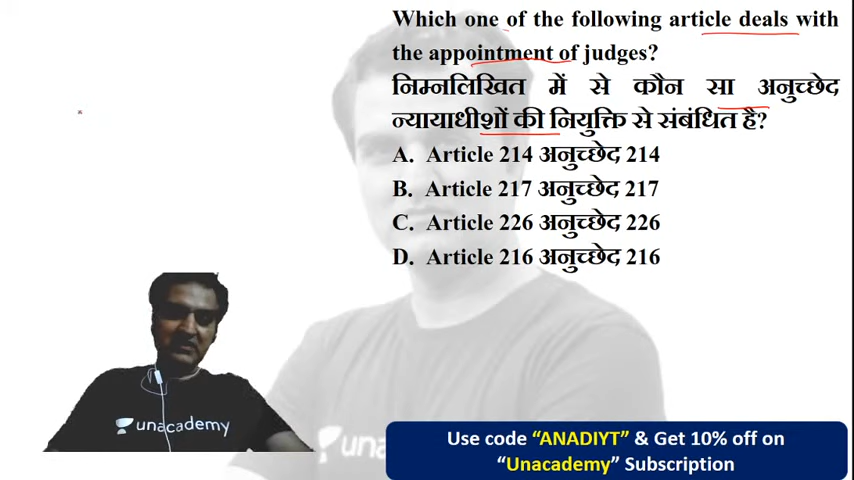 Which one of the following article deals with
the appointment of judges?
निम्नलिखित में से कौन सा अनुच्छेद
न्यायाधीशों की नियुक्ति से संबंधित है?
A. Article 214 अनुच्छेद 214
B. Article 217 अनुच्छेद 217
C. Article 226 अनुच्छेद 226
D. Article 216 अनुच्छेद 216
unacademy
una
Use code “ANADIYT” & Get 10% off on
“Unacademy” Subscription